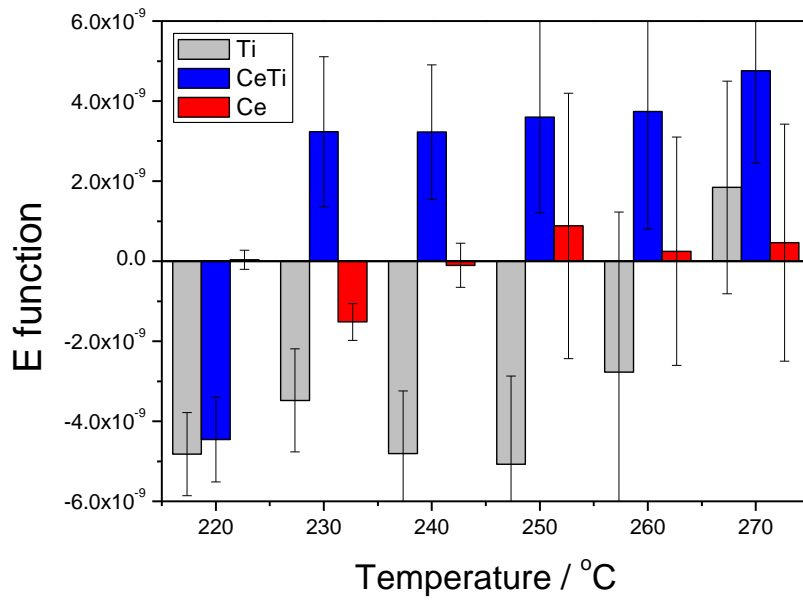 6.0x10⁻⁹
4.0x10⁻⁹
2.0x10⁻⁹
0.0
-2.0x10⁻⁹
-4.0x10⁻⁹
-6.0x10⁻⁹
E function
Ti
CeTi
Ce
220 230 240 250 260 270
Temperature / °C